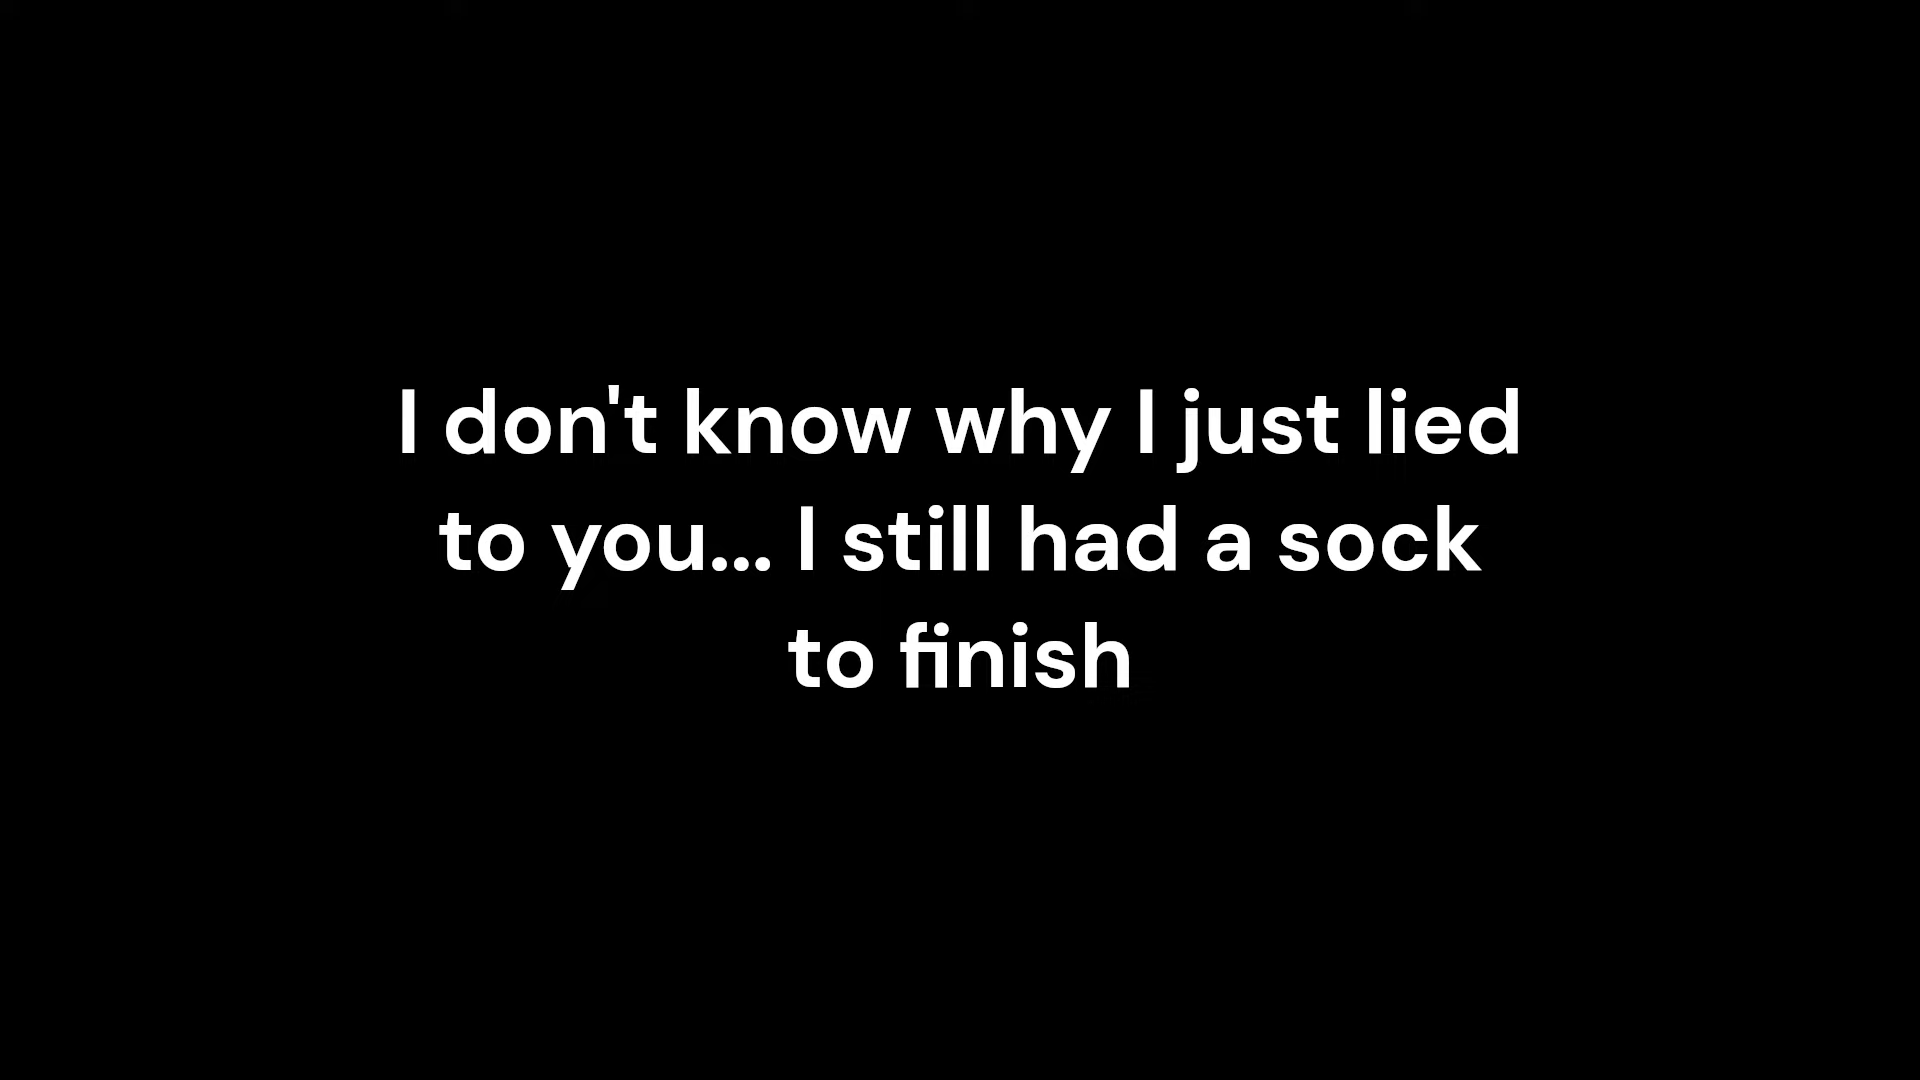 I don't know why I just lied
to you... I still had a sock
to finish